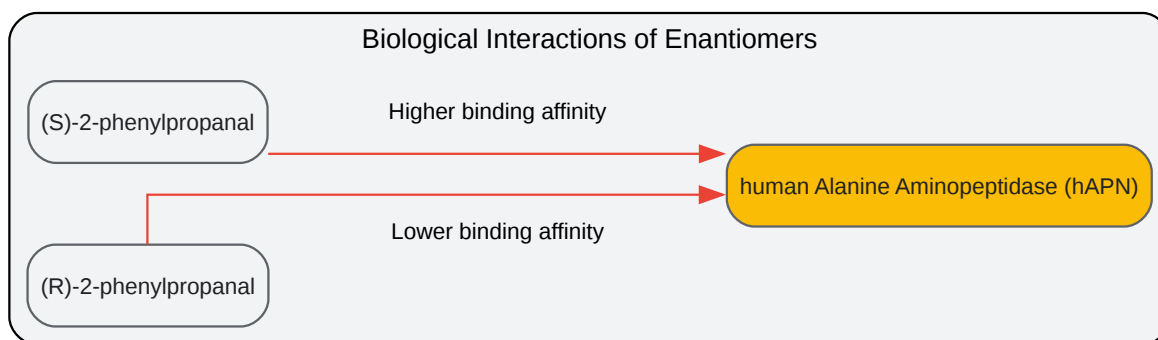 Biological Interactions of Enantiomers
(S)-2-phenylpropanal
Higher binding affinity
human Alanine Aminopeptidase (hAPN)
Lower binding affinity
(R)-2-phenylpropanal